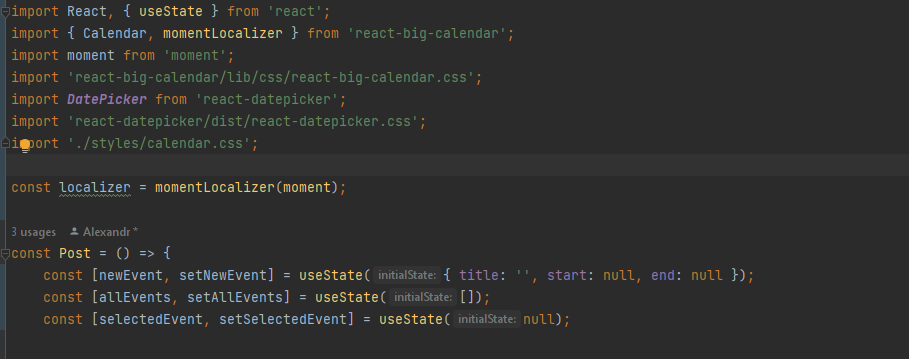 import React, { useState } from 'react';
import { Calendar, momentLocalizer } from 'react-big-calendar';
import moment from 'moment';
import 'react-big-calendar/lib/css/react-big-calendar.css';
import DatePicker from 'react-datepicker';
import 'react-datepicker/dist/react-datepicker.css';
import './styles/calendar.css';
const localizer = momentLocalizer(moment);
3 usages Alexandr *
const Post = () => {
const [newEvent, setNewEvent] = useState( initialState: { title: '', start: null, end: null });
const [allEvents, setAllEvents] = useState( initialState: []);
const [selectedEvent, setSelectedEvent] = useState( initialState: null);